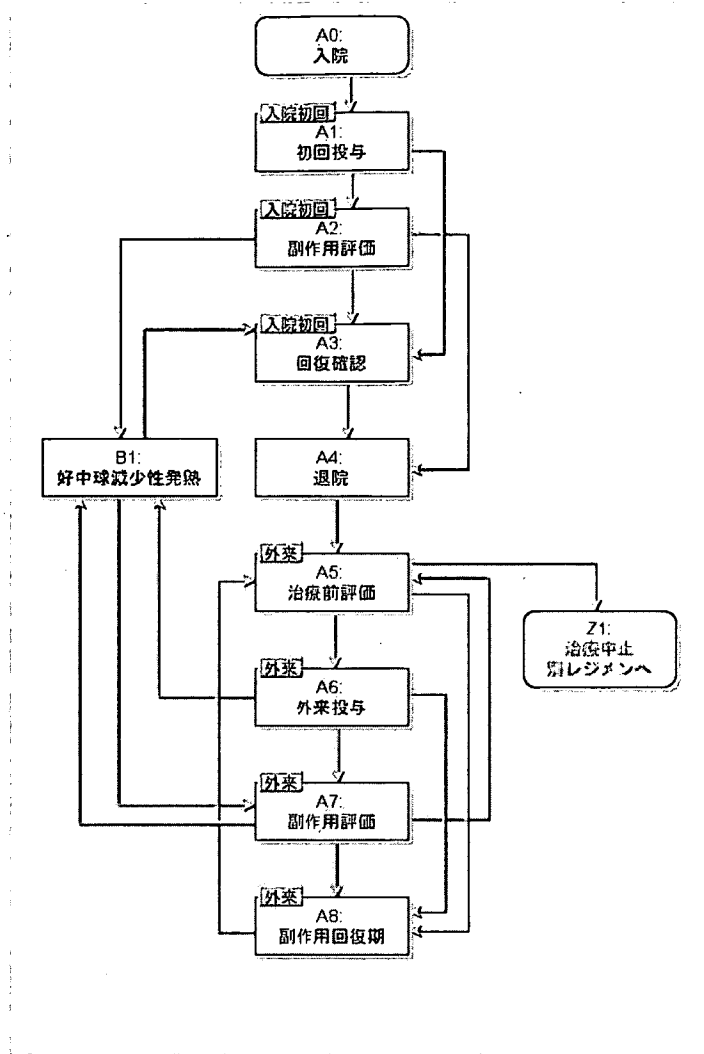 A0:
入院
入院初回
A1:
初回投与
入院初回
A2:
副作用評価
入院初回
A3:
回復確認
B1:
好中球減少性発熱
A4:
退院
外来
A5:
治療前評価
Z1:
治療中止
別レジメンへ
外来
A6:
外来投与
外来
A7:
副作用評価
外来
A8:
副作用回復期